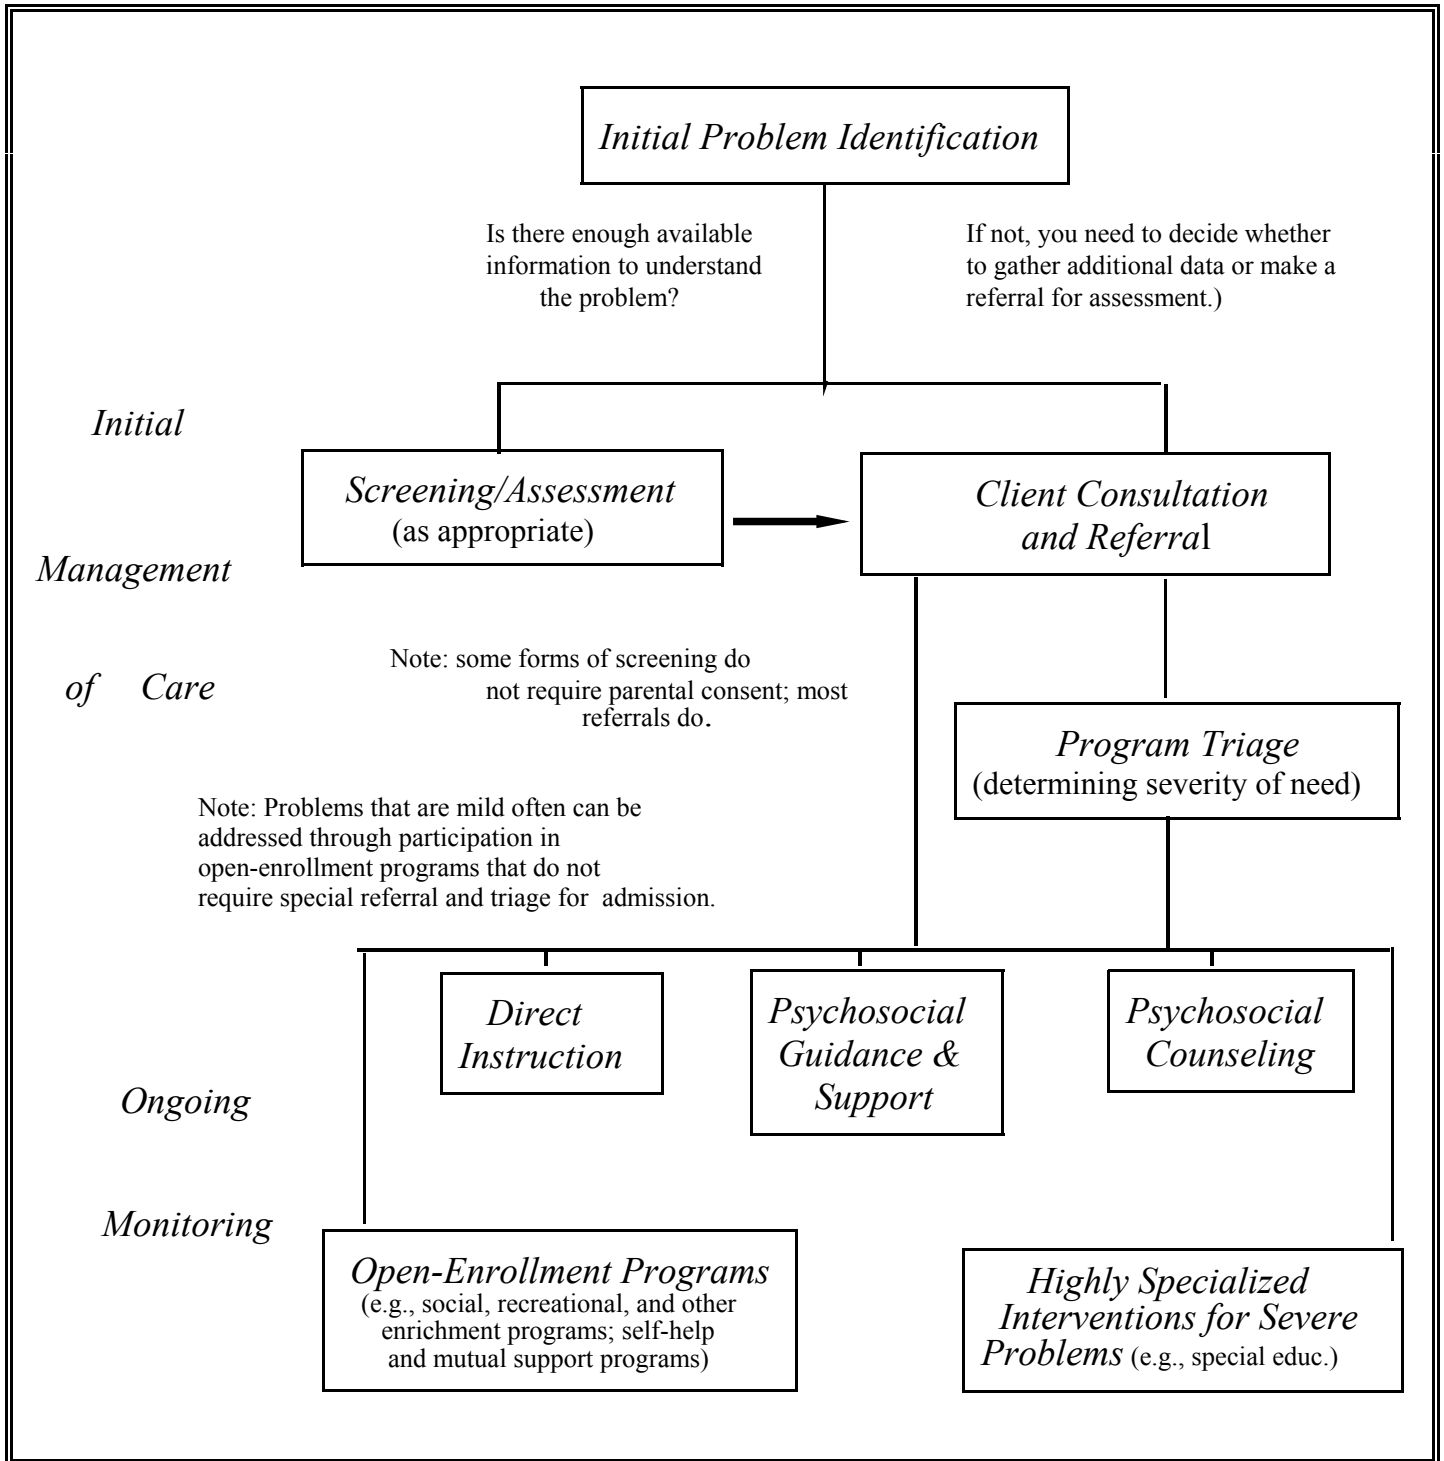 Initial Problem Identification
Is there enough available
information to understand
the problem?
If not, you need to decide whether
to gather additional data or make a
referral for assessment.)
Initial
Management
of Care
Screening/Assessment
(as appropriate)
Client Consultation
and Referral
Note: some forms of screening do
not require parental consent; most
referrals do.
Program Triage
(determining severity of need)
Note: Problems that are mild often can be
addressed through participation in
open-enrollment programs that do not
require special referral and triage for admission.
Direct
Instruction
Psychosocial
Guidance &
Support
Psychosocial
Counseling
Ongoing
Monitoring
Open-Enrollment Programs
(e.g., social, recreational, and other
enrichment programs; self-help
and mutual support programs)
Highly Specialized
Interventions for Severe
Problems (e.g., special educ.)